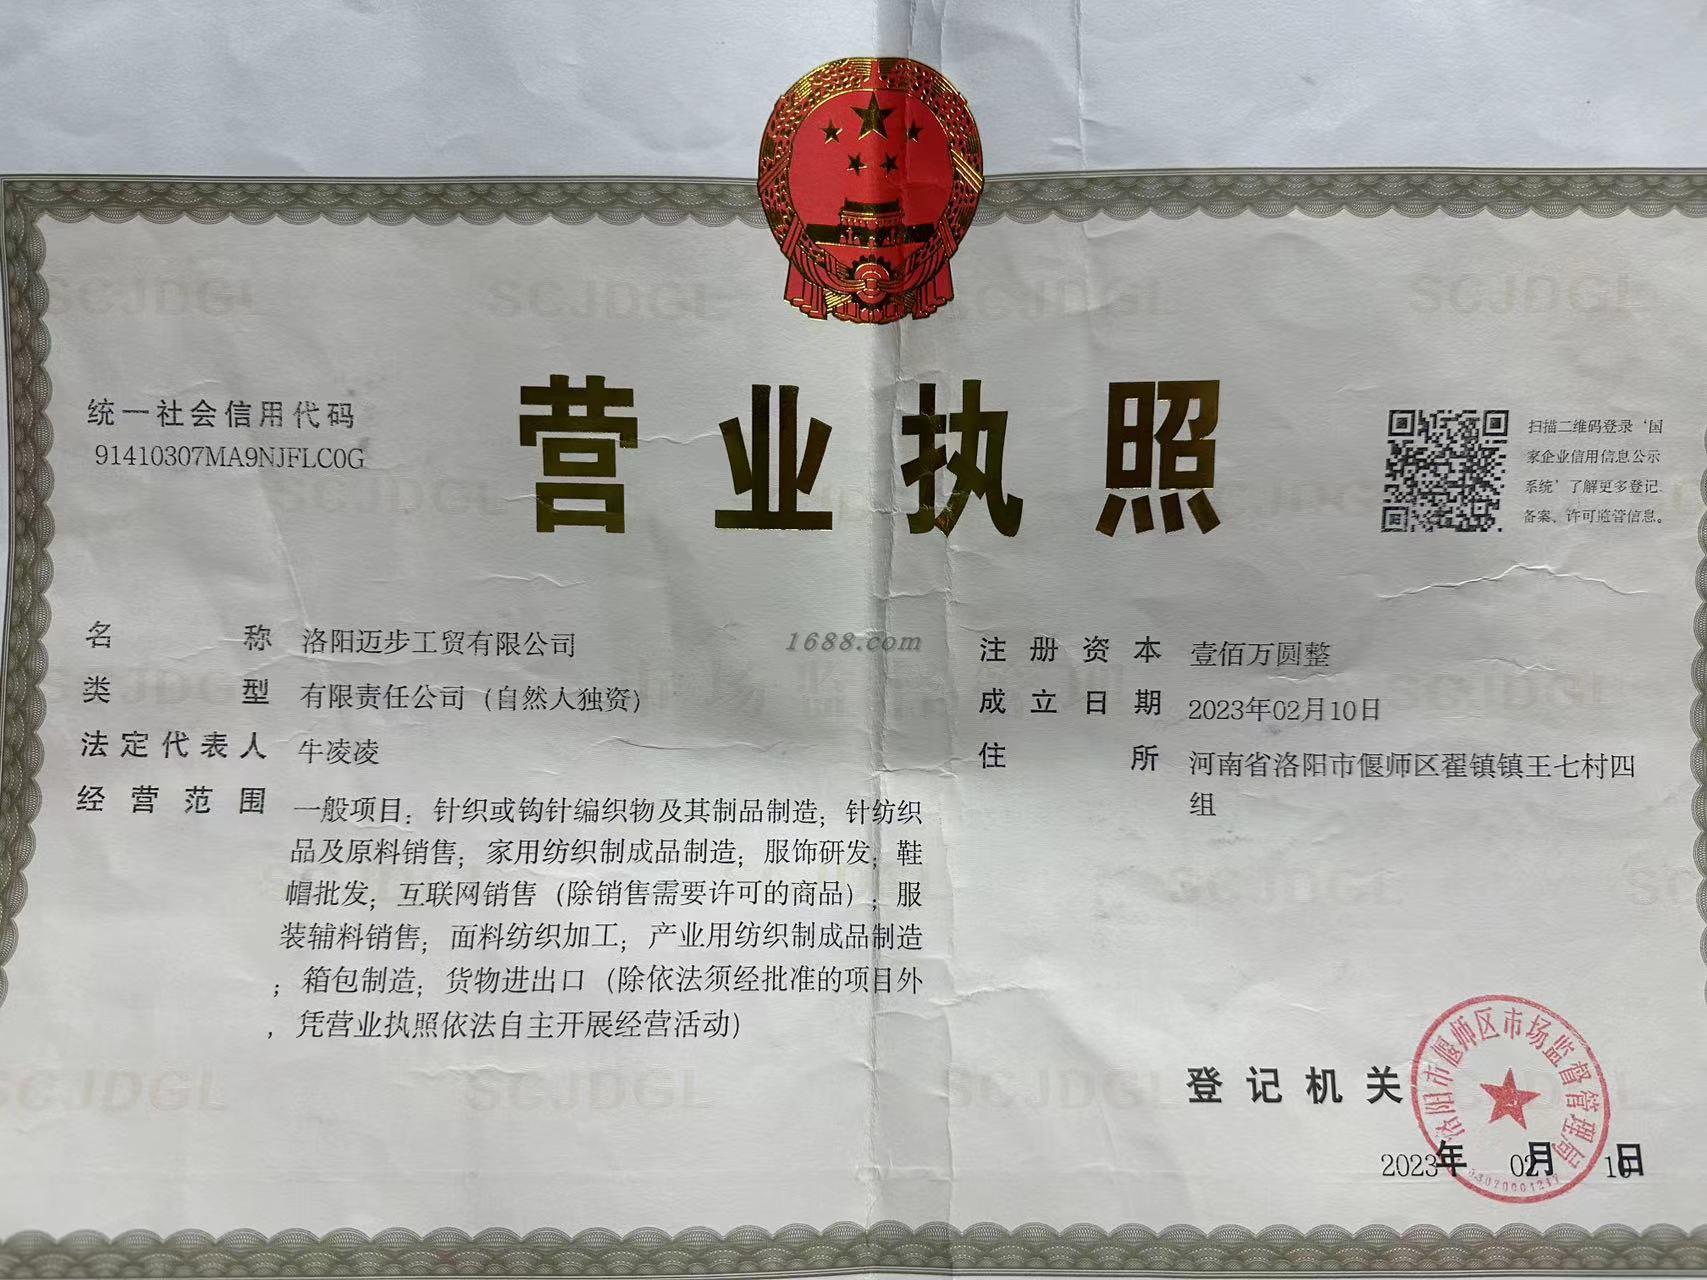 营业执照
统一社会信用代码
91410307MA9NJFLC0G
扫描二维码登录‘国
家企业信用信息公示
系统’了解更多登记、
备案、许可监管信息。
名称 洛阳迈步工贸有限公司
类型 有限责任公司（自然人独资）
法定代表人 牛凌凌
经营范围 一般项目：针织或钩针编织物及其制品制造；针纺织
品及原料销售；家用纺织制成品制造；服饰研发；鞋
帽批发；互联网销售（除销售需要许可的商品）；服
装辅料销售；面料纺织加工；产业用纺织制成品制造
；箱包制造；货物进出口（除依法须经批准的项目外
，凭营业执照依法自主开展经营活动）
1688.com
注册资本 壹佰万圆整
成立日期 2023年02月10日
住所 河南省洛阳市偃师区翟镇镇王七村四
组
登记机关
洛阳市偃师区市场监督管理局
2023年 02月 10日
SCJDGL